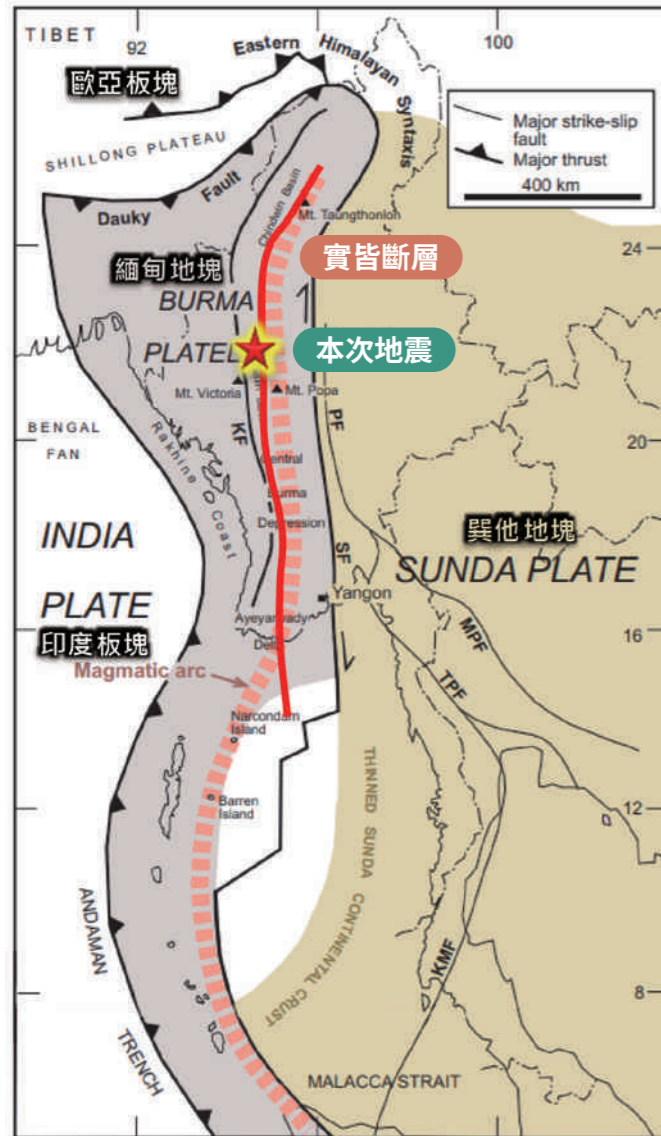 TIBET
92
100
Eastern Himalayan Syntaxis
歐亞板塊
SHILLONG PLATEAU
Major strike-slip
fault
Major thrust
400 km
Dauky Fault
Chindwin Basin
Mt. Taungthonlon
實皆斷層
24
緬甸地塊
BURMA
PLATE
本次地震
Mt. Victoria
Mt. Popa
BENGAL
FAN
KF
PF
20
Rakhine Coast
Central
Burma
Depression
INDIA
PLATE
印度板塊
巽他地塊
SUNDA PLATE
SF
Yangon
MPF
16
Ayeyarwady
Delta
TPF
Magmatic arc
Narcondam
Island
Barren
Island
12
THINNED SUNDA
CONTINENTAL CRUST
ANDAMAN
TRENCH
KMF
8
MALACCA STRAIT